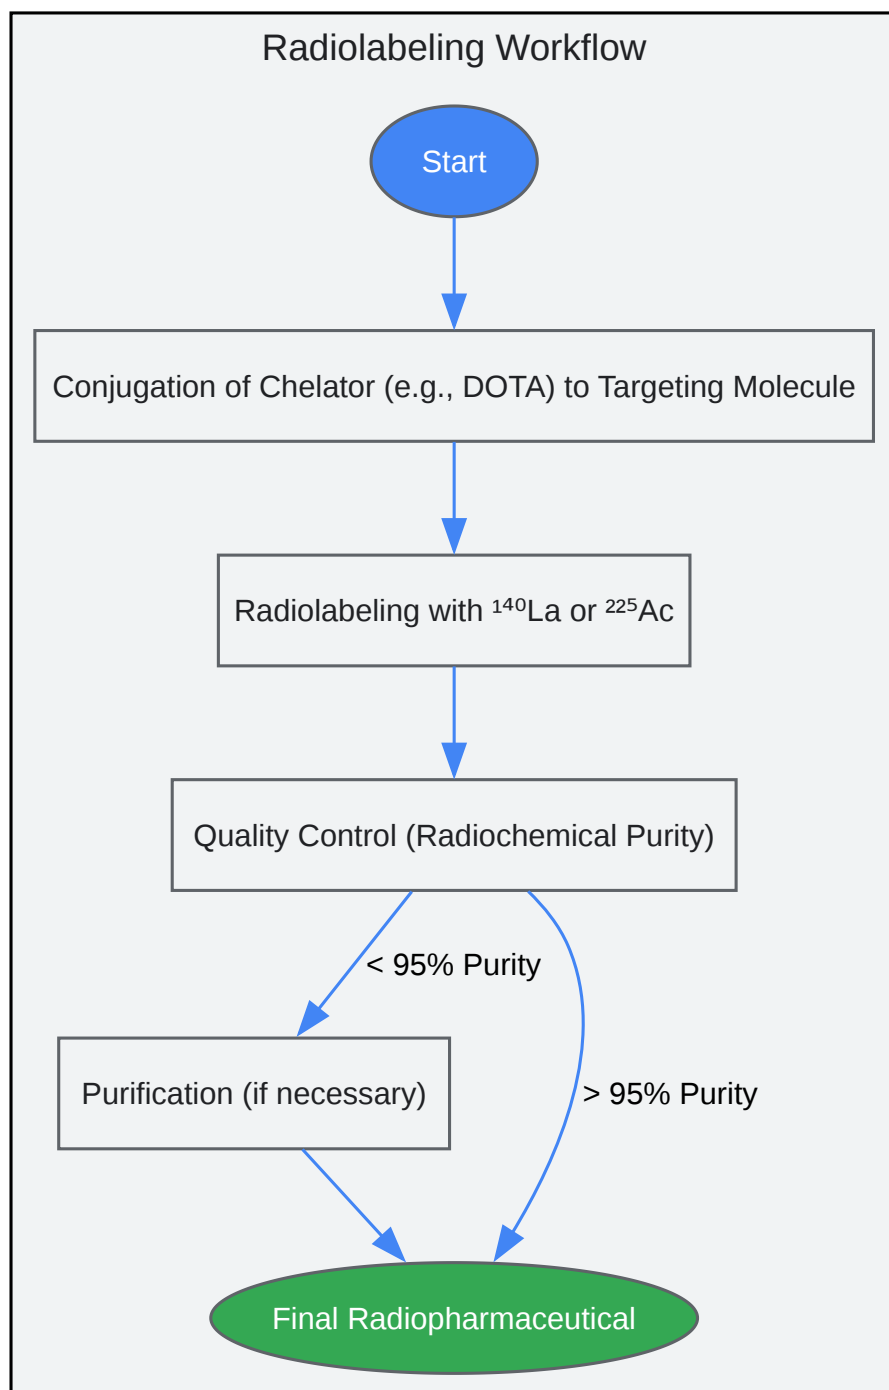 Radiolabeling Workflow
Start
Conjugation of Chelator (e.g., DOTA) to Targeting Molecule
Radiolabeling with ¹⁴⁰La or ²²⁵Ac
Quality Control (Radiochemical Purity)
< 95% Purity
Purification (if necessary)
> 95% Purity
Final Radiopharmaceutical